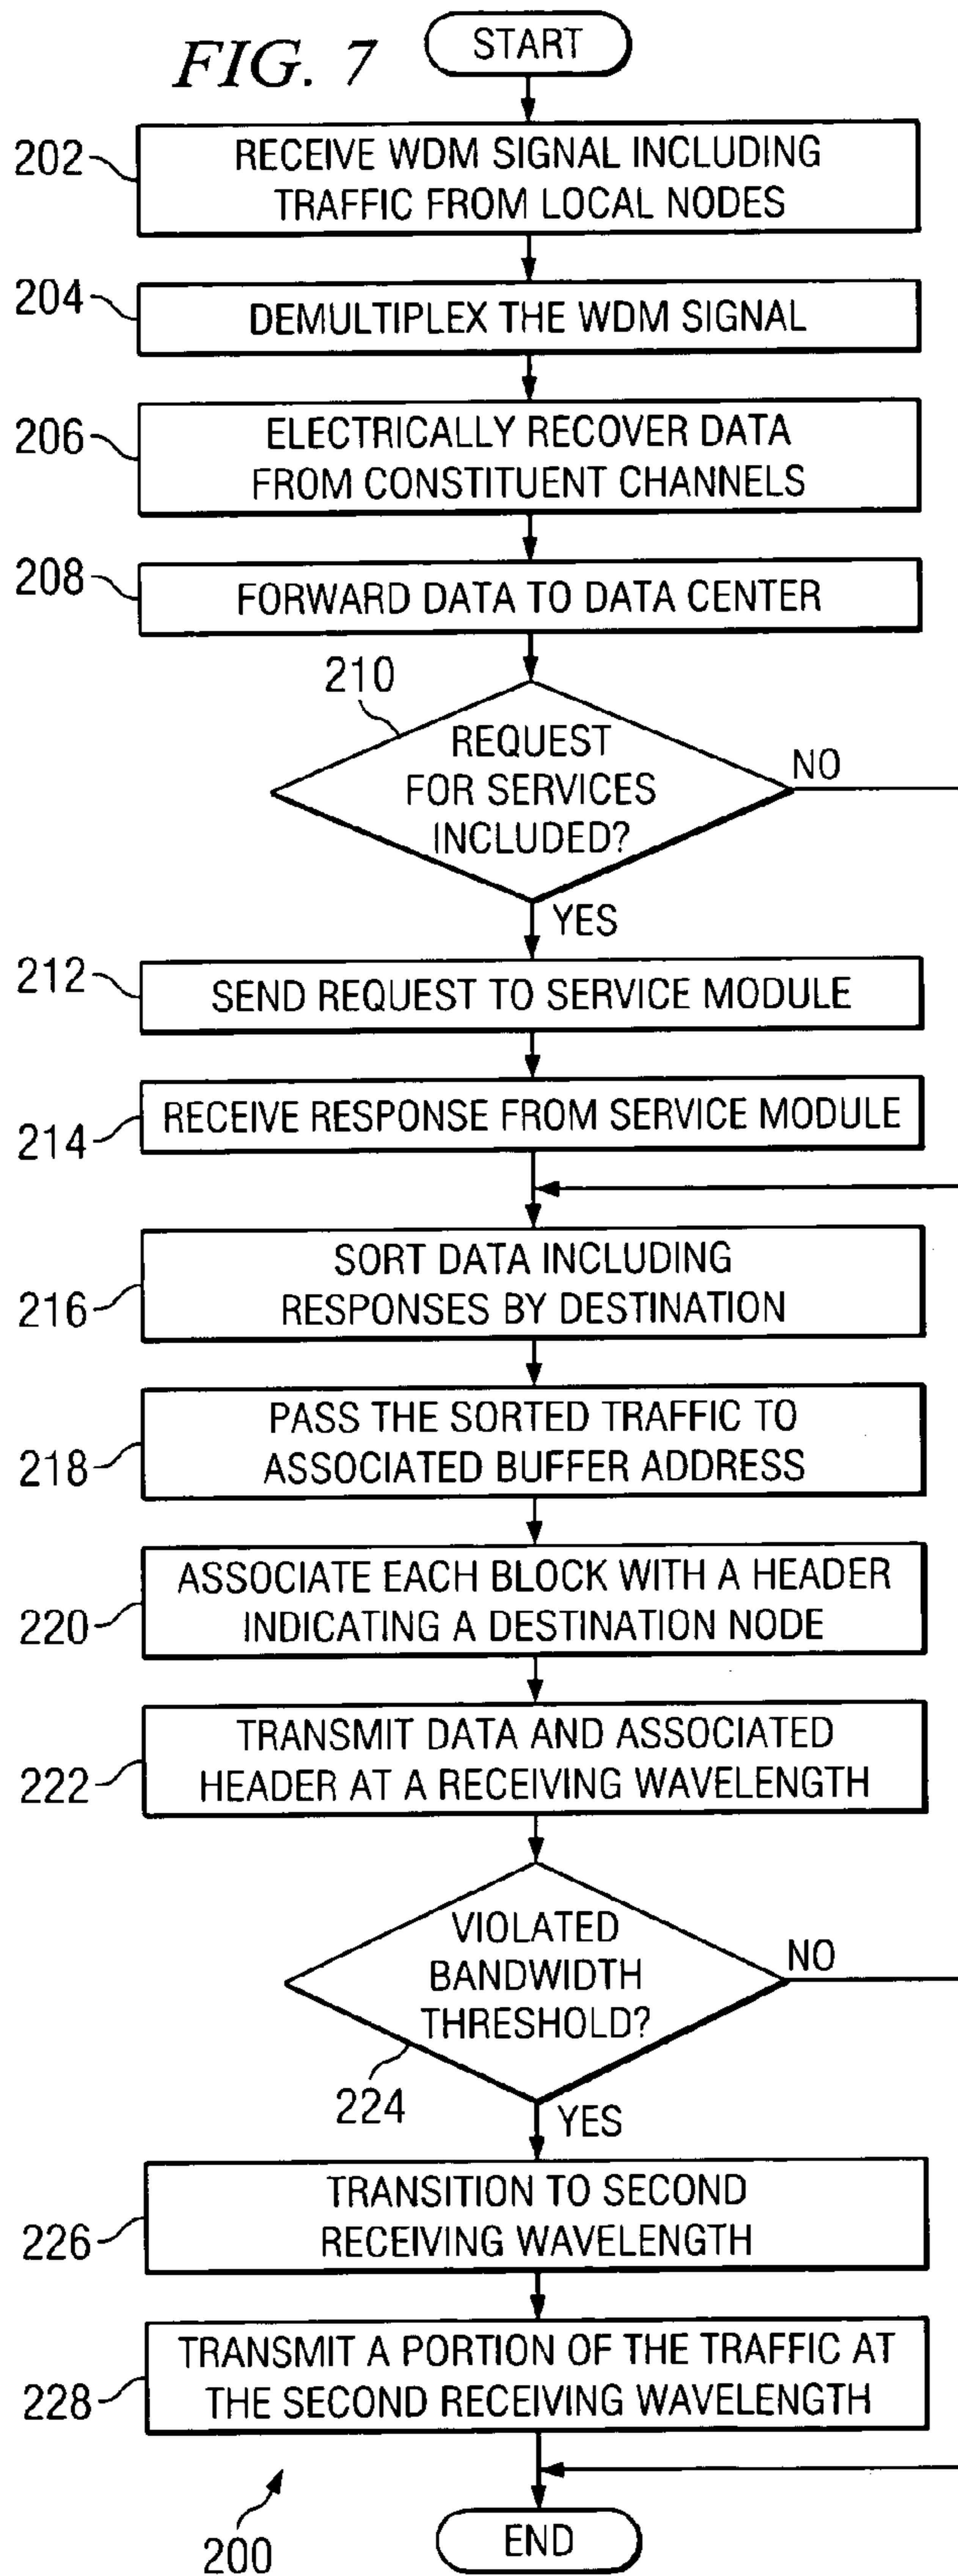 FIG. 7
START
202
RECEIVE WDM SIGNAL INCLUDING
TRAFFIC FROM LOCAL NODES
204
DEMULTIPLEX THE WDM SIGNAL
206
ELECTRICALLY RECOVER DATA
FROM CONSTITUENT CHANNELS
208
FORWARD DATA TO DATA CENTER
210
REQUEST
FOR SERVICES
INCLUDED?
NO
YES
212
SEND REQUEST TO SERVICE MODULE
214
RECEIVE RESPONSE FROM SERVICE MODULE
216
SORT DATA INCLUDING
RESPONSES BY DESTINATION
218
PASS THE SORTED TRAFFIC TO
ASSOCIATED BUFFER ADDRESS
220
ASSOCIATE EACH BLOCK WITH A HEADER
INDICATING A DESTINATION NODE
222
TRANSMIT DATA AND ASSOCIATED
HEADER AT A RECEIVING WAVELENGTH
VIOLATED
BANDWIDTH
THRESHOLD?
NO
224
YES
226
TRANSITION TO SECOND
RECEIVING WAVELENGTH
228
TRANSMIT A PORTION OF THE TRAFFIC AT
THE SECOND RECEIVING WAVELENGTH
200
END